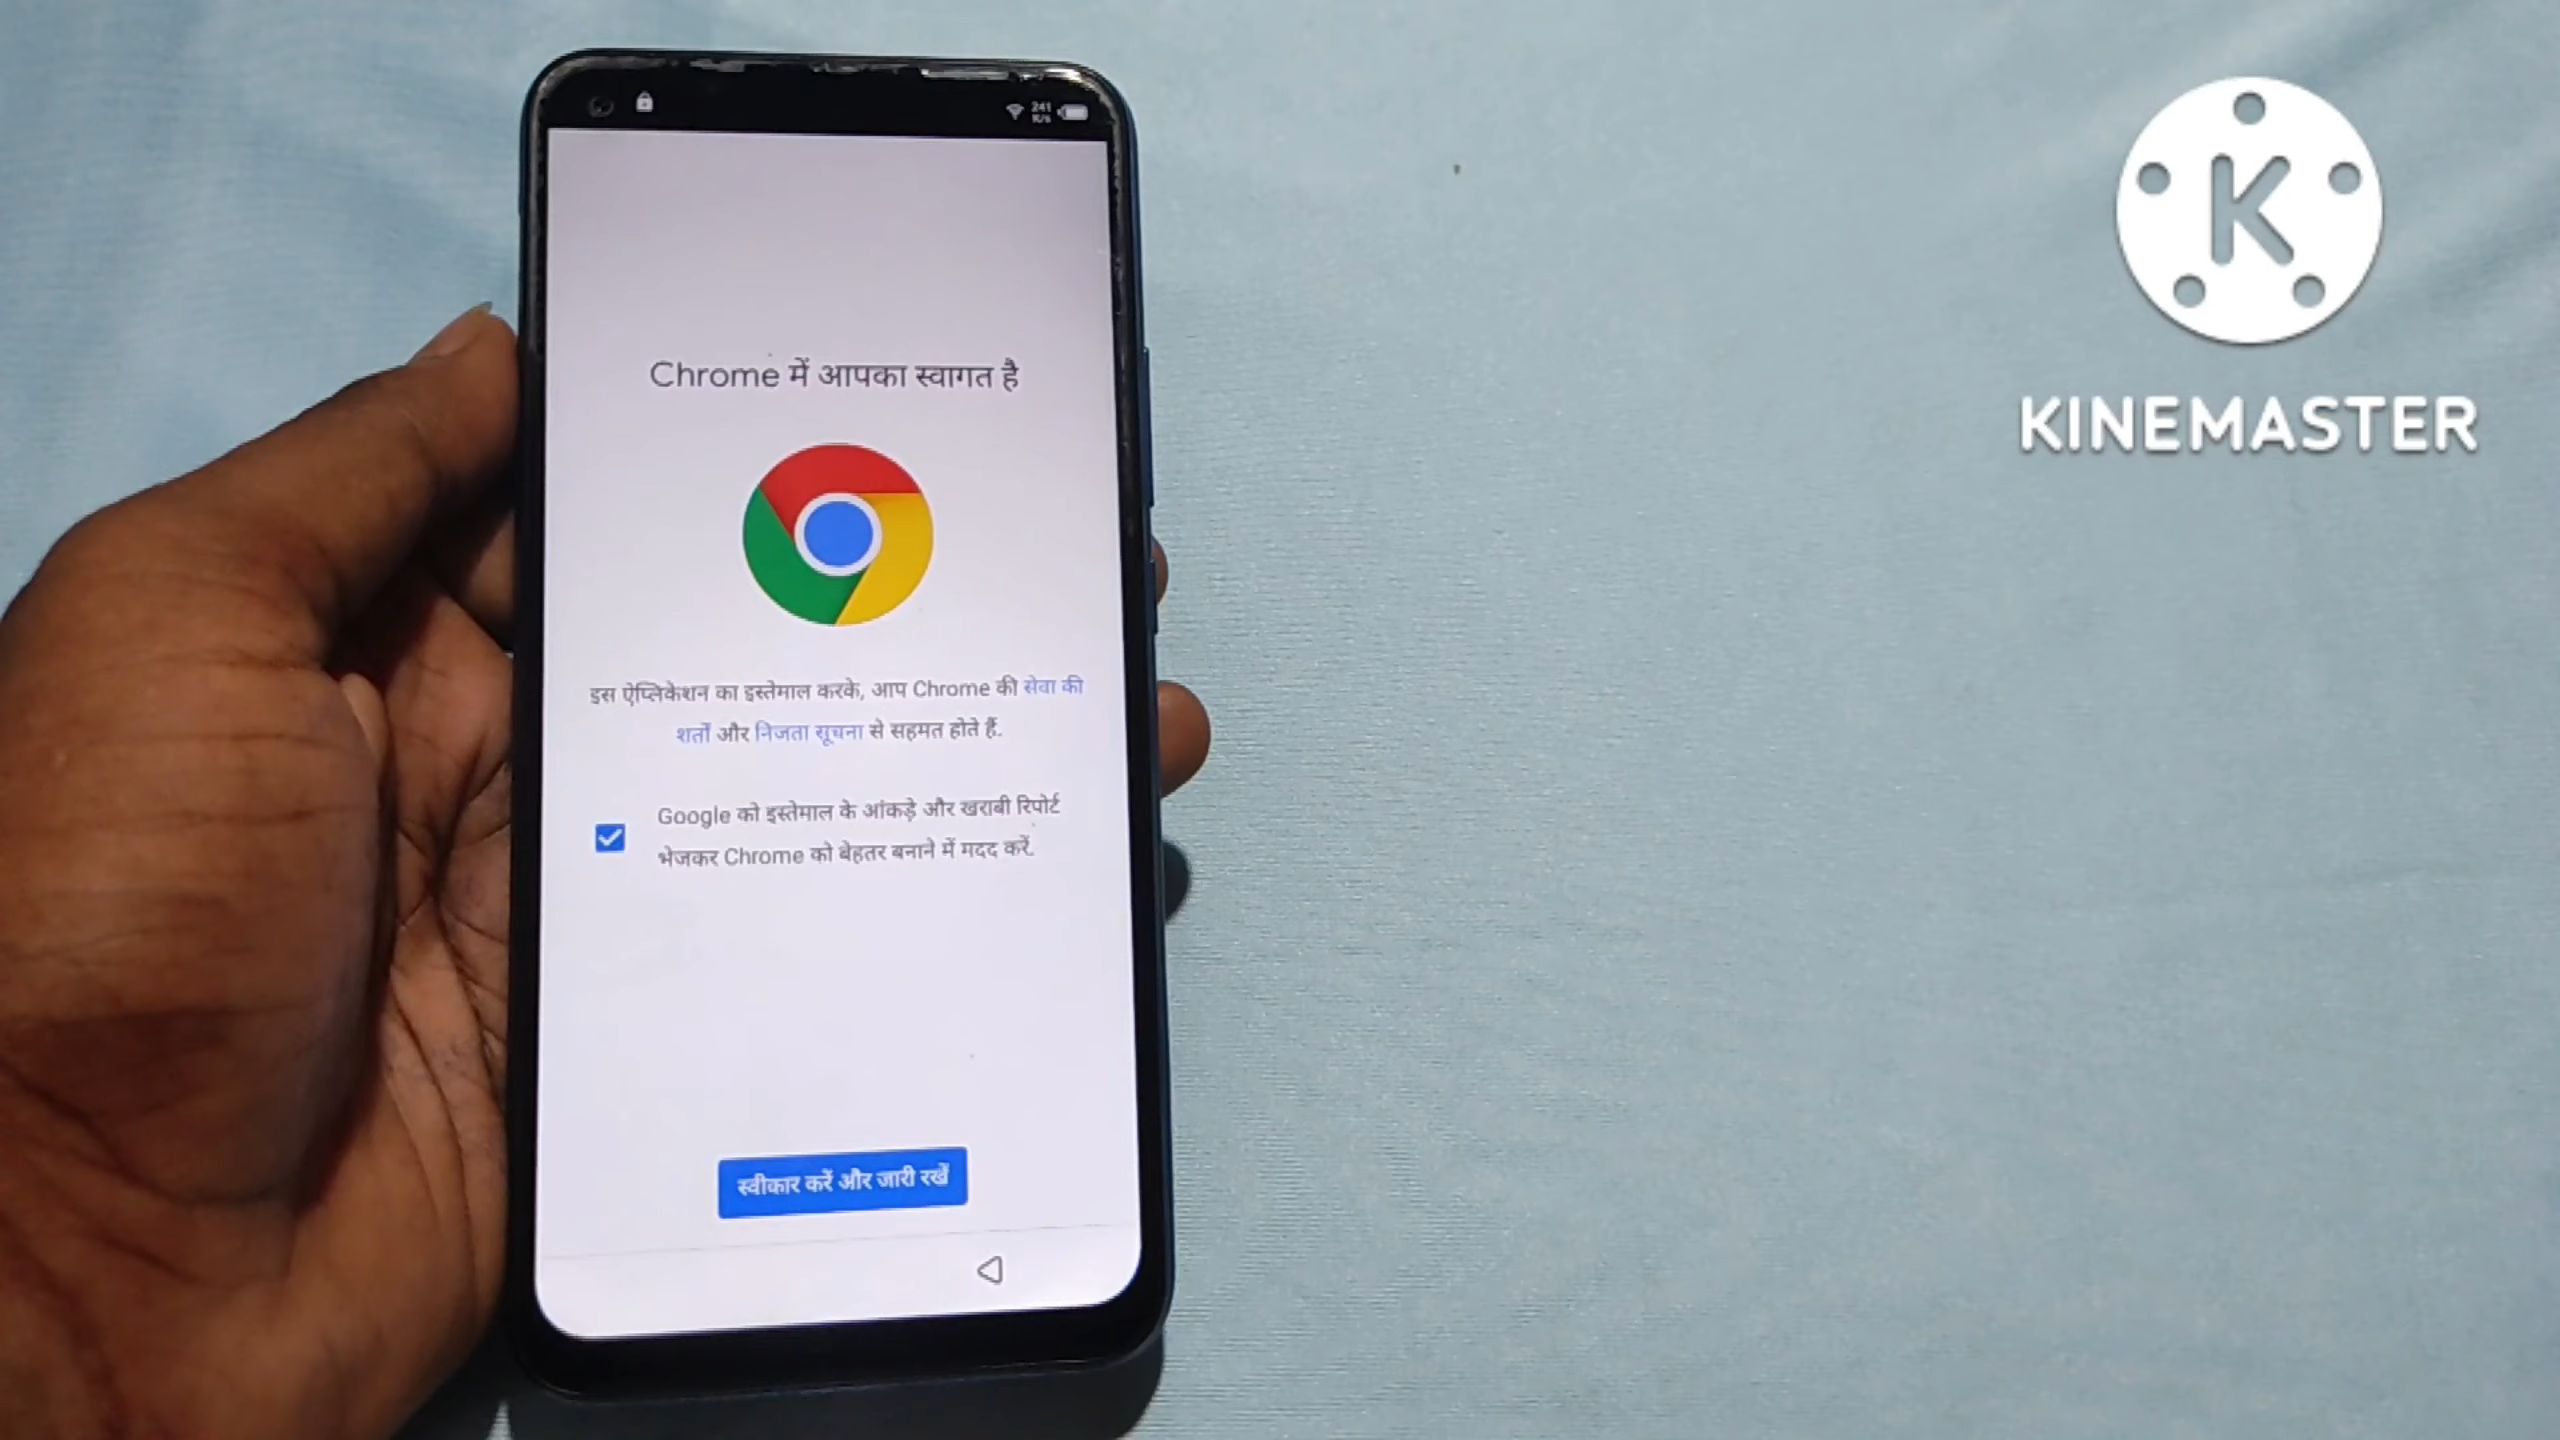 241
K/s
Chrome में आपका स्वागत है
इस ऐप्लिकेशन का इस्तेमाल करके, आप Chrome की सेवा की
शर्तों और निजता सूचना से सहमत होते हैं.
Google को इस्तेमाल के आंकड़े और खराबी रिपोर्ट
भेजकर Chrome को बेहतर बनाने में मदद करें.
स्वीकार करें और जारी रखें
K
KINEMASTER